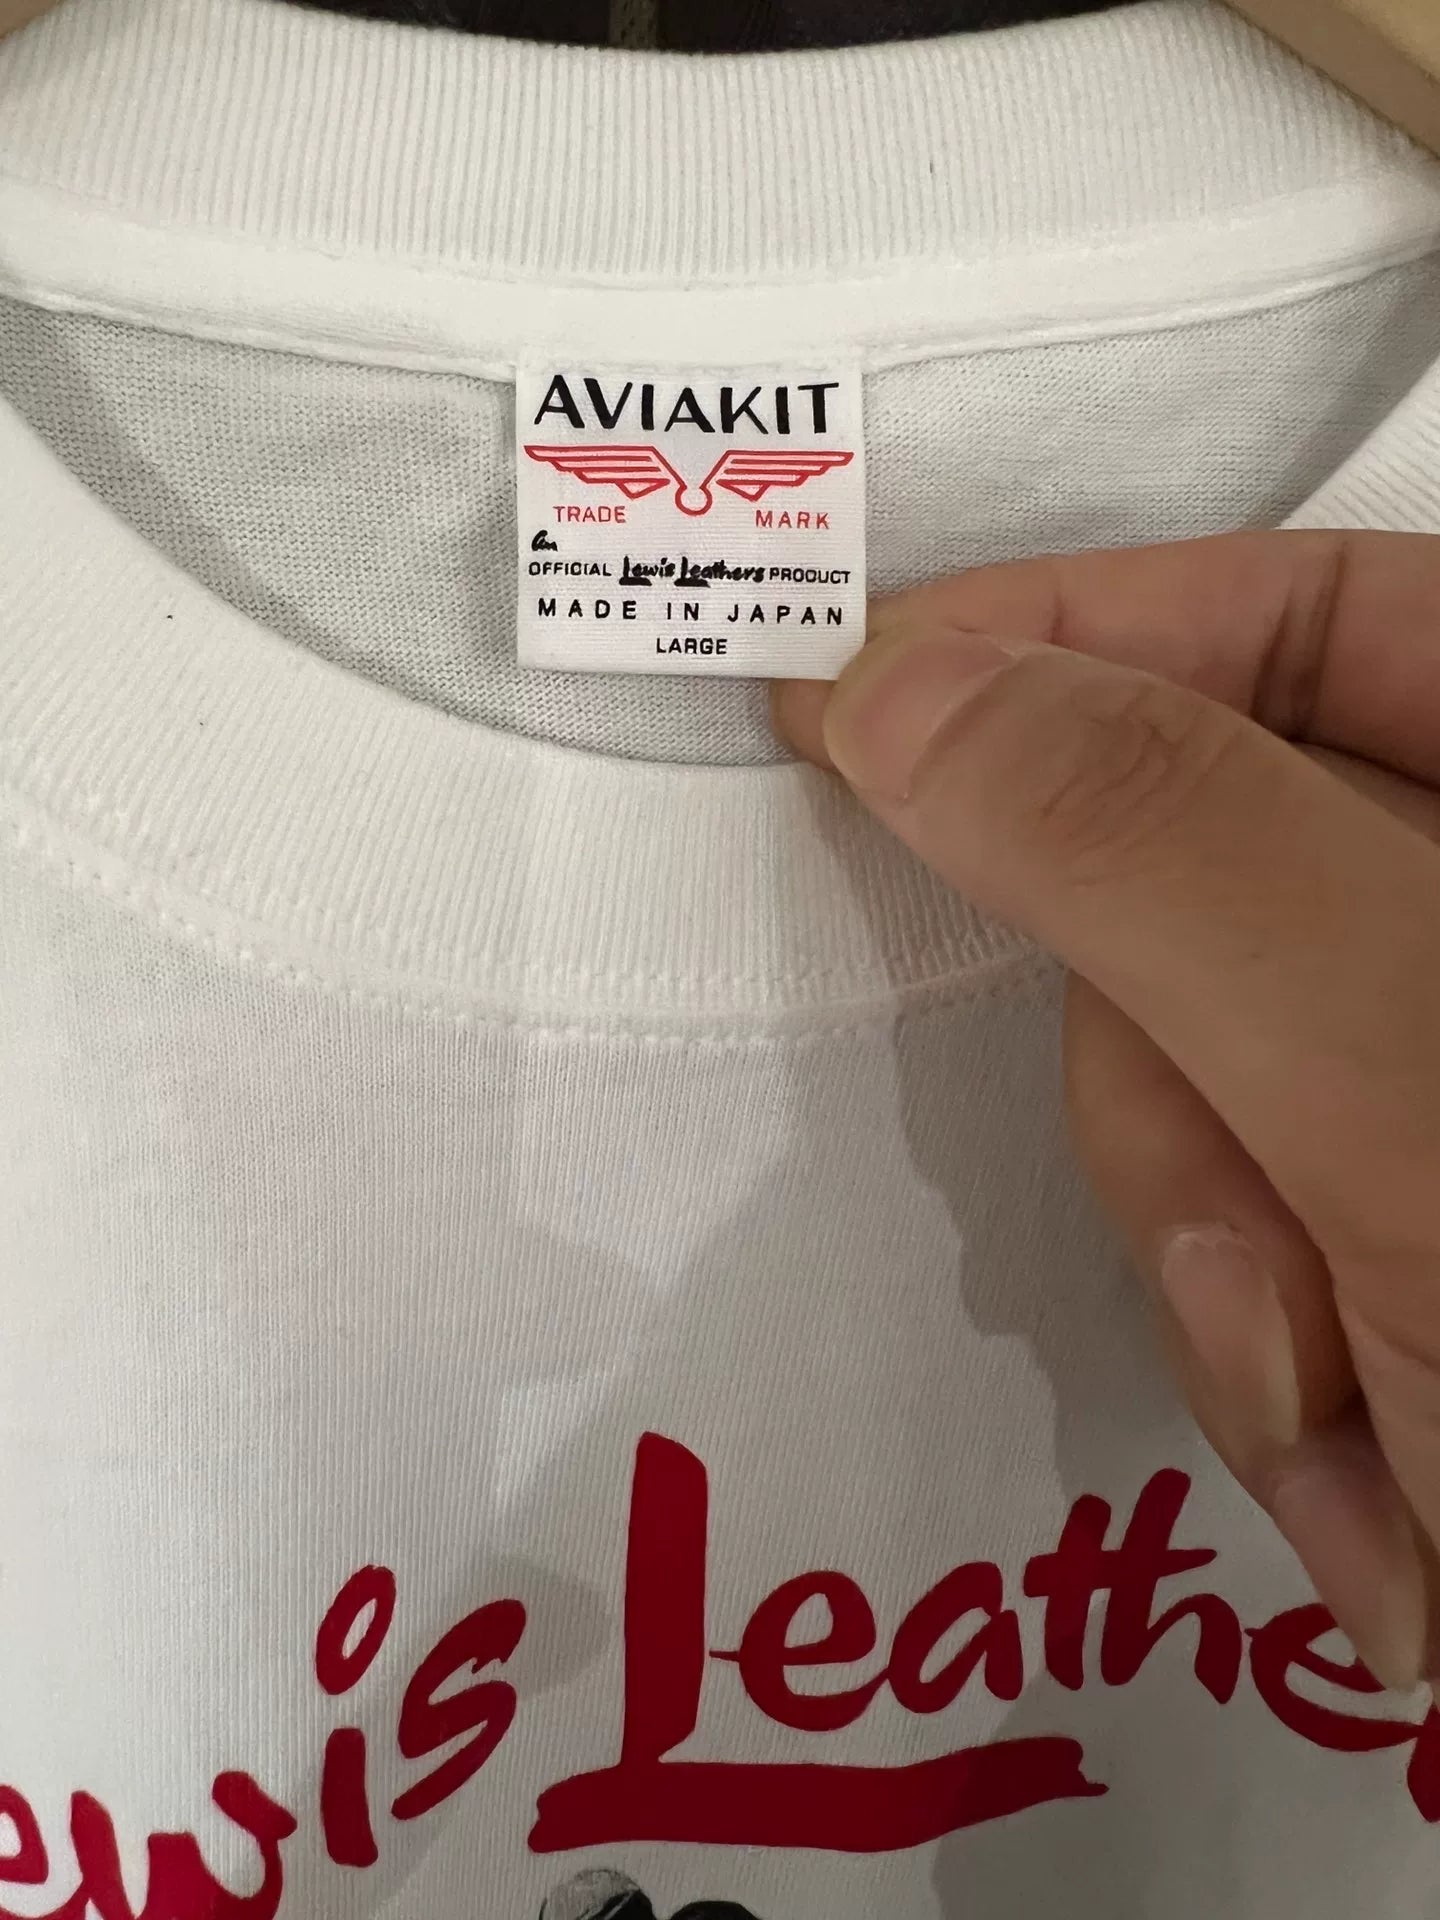 AVIAKIT
TRADE MARK
an
OFFICIAL Lewis Leathers PRODUCT
MADE IN JAPAN
LARGE
ewis Leathe